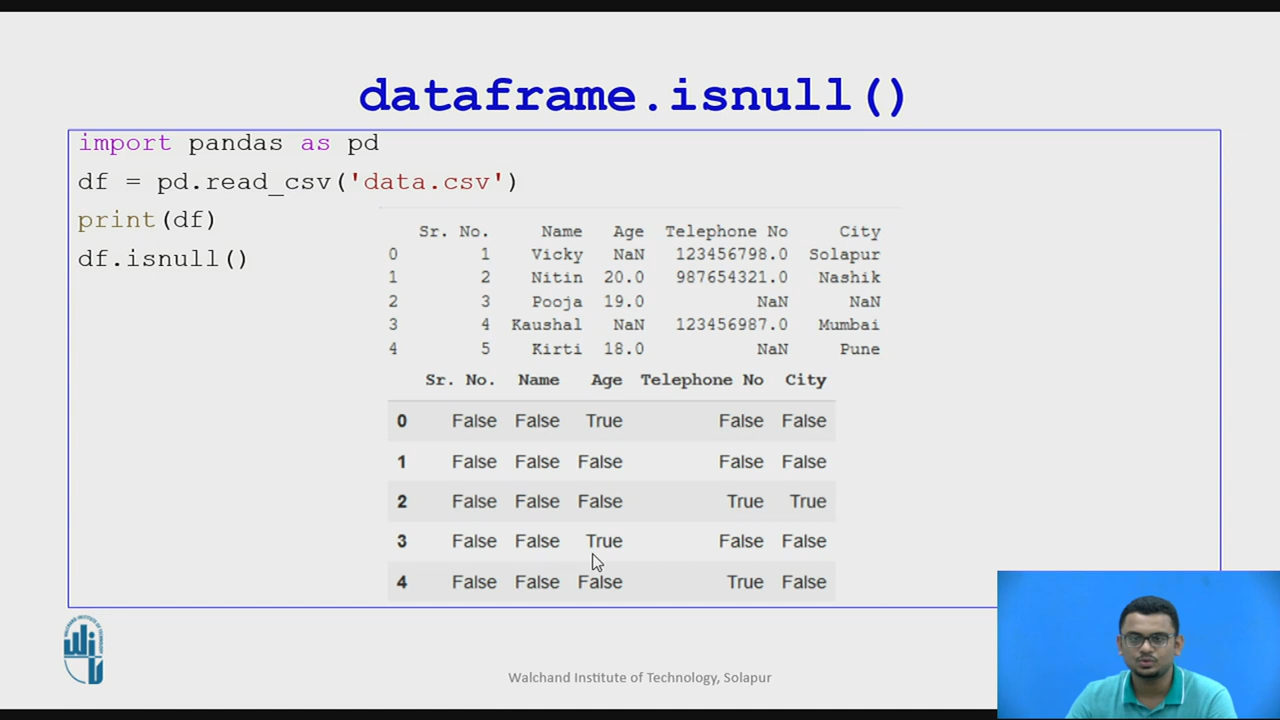 dataframe.isnull()
import pandas as pd
df = pd.read_csv('data.csv')
print(df)
df.isnull()
Sr. No. Name Age Telephone No City
0 1 Vicky NaN 123456798.0 Solapur
1 2 Nitin 20.0 987654321.0 Nashik
2 3 Pooja 19.0 NaN NaN
3 4 Kaushal NaN 123456987.0 Mumbai
4 5 Kirti 18.0 NaN Pune
Sr. No. Name Age Telephone No City
0 False False True False False
1 False False False False False
2 False False False True True
3 False False True False False
4 False False False True False
Walchand Institute of Technology, Solapur